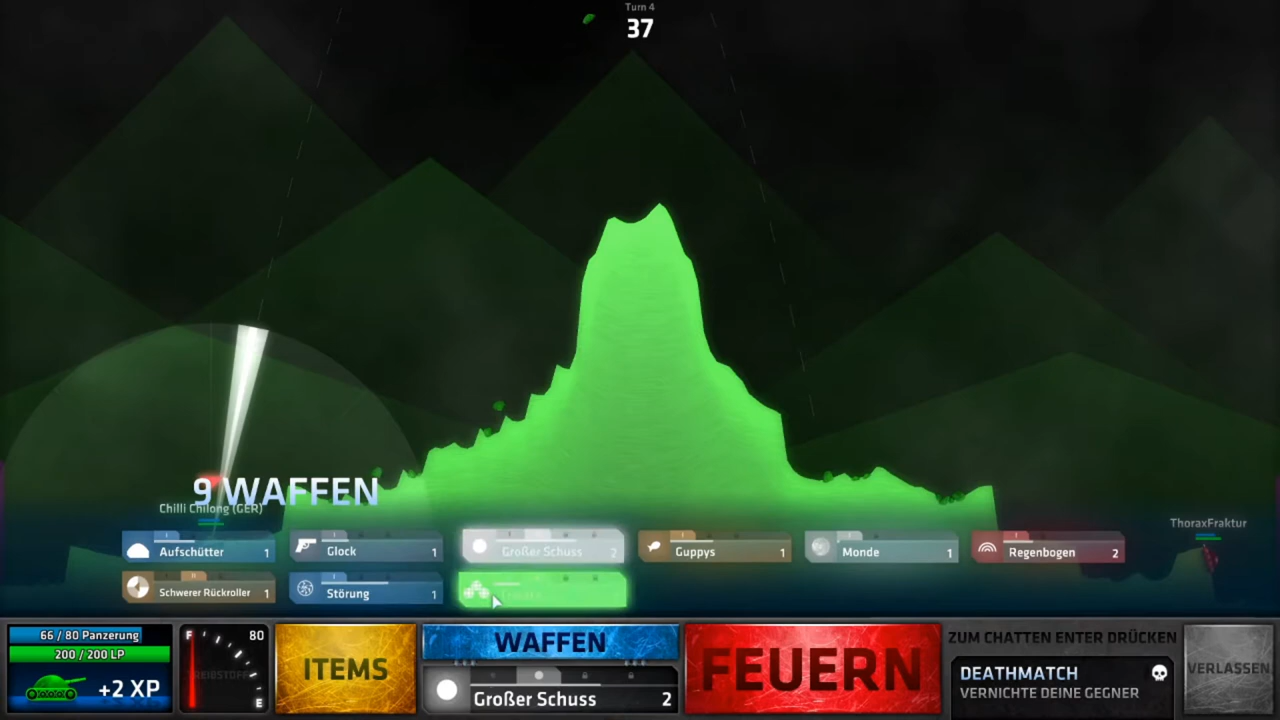 Turn 4
37
9 WAFFEN
Chilli Chilong (GER)
ThoraxFraktur
Aufschütter 1
Glock 1
Großer Schuss 2
Guppys 1
Monde 1
Regenbogen 2
Schwerer Rückroller 1
Störung 1
66 / 80 Panzerung
200 / 200 LP
+2 XP
F
80
E
ITEMS
WAFFEN
Großer Schuss 2
FEUERN
ZUM CHATTEN ENTER DRÜCKEN
DEATHMATCH
VERNICHTE DEINE GEGNER
VERLASSEN